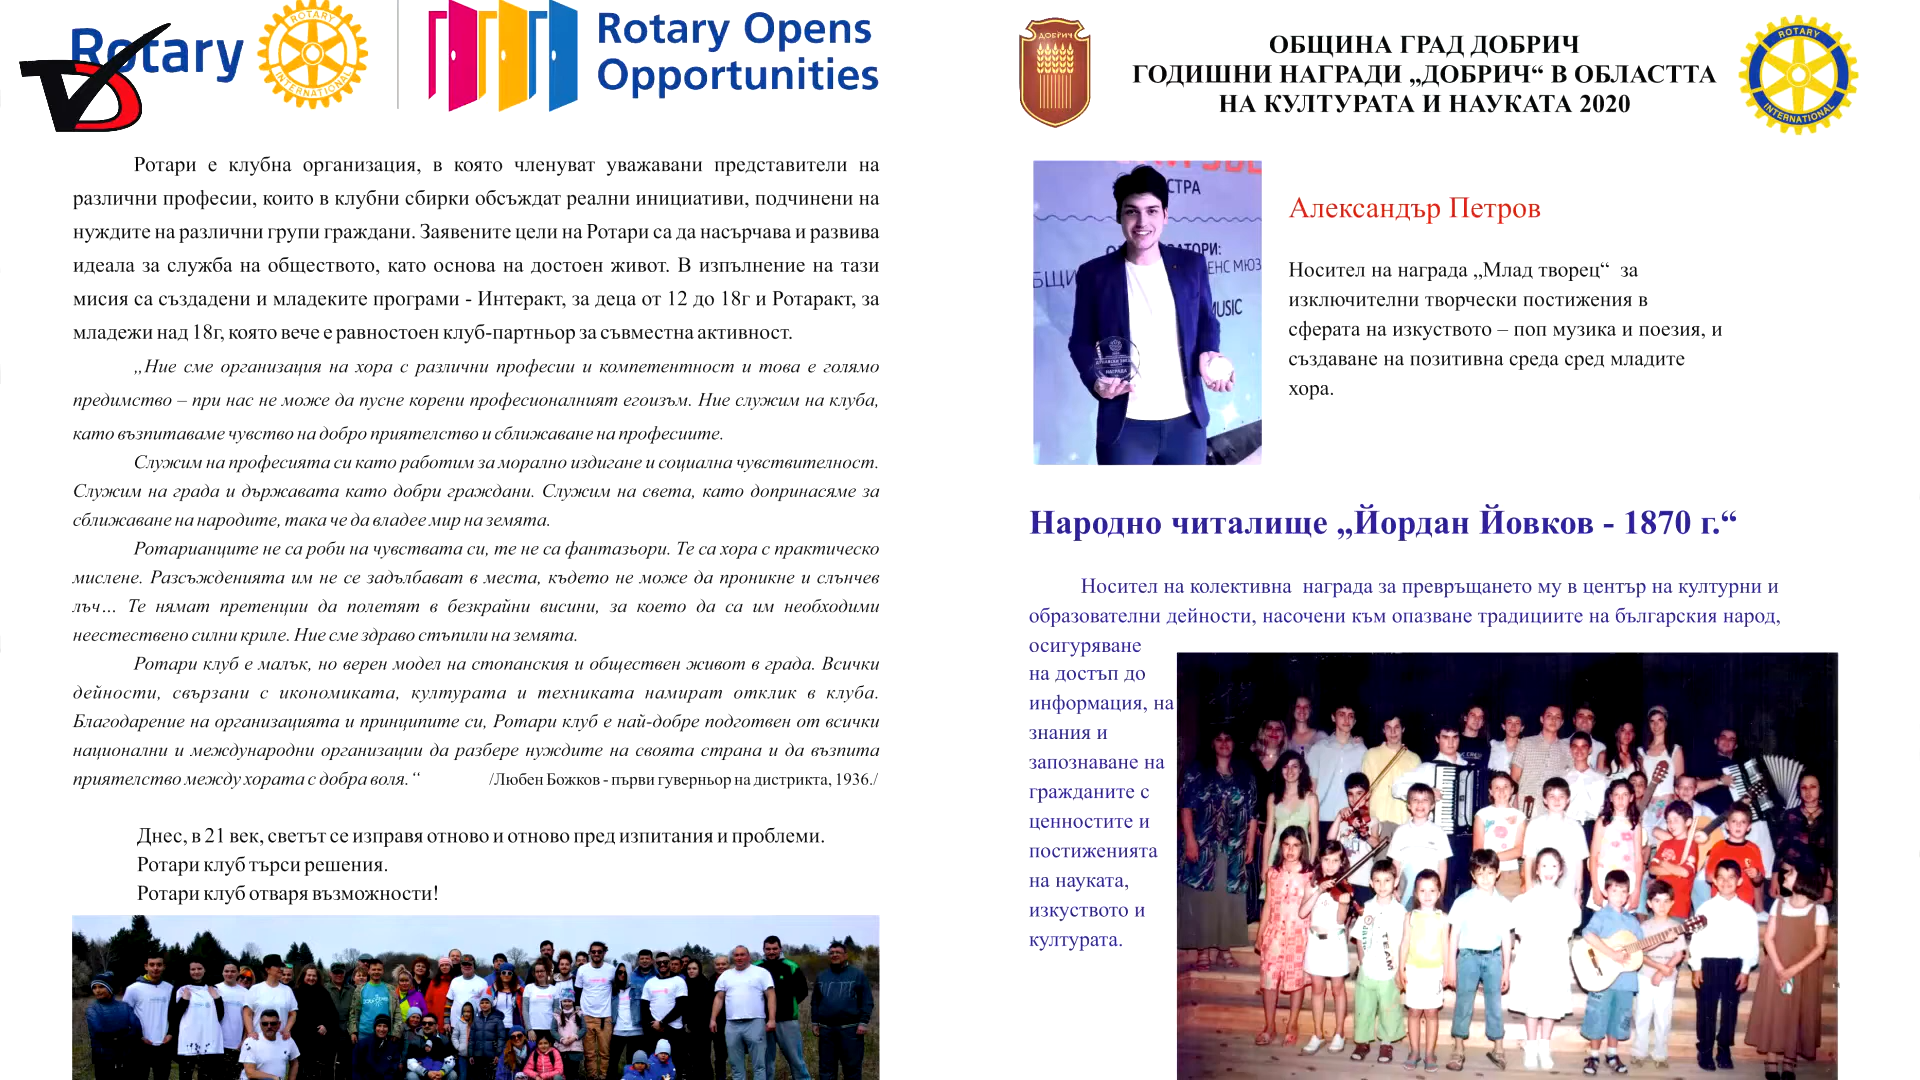 Rotary
ROTARY
INTERNATIONAL
Rotary Opens
Opportunities
Ротари е клубна организация, в която членуват уважавани представители на
различни професии, които в клубни сбирки обсъждат реални инициативи, подчинени на
нуждите на различни групи граждани. Заявените цели на Ротари са да насърчава и развива
идеала за служба на обществото, като основа на достоен живот. В изпълнение на тази
мисия са създадени и младеките програми - Интеракт, за деца от 12 до 18г и Ротаракт, за
младежи над 18г, която вече е равностоен клуб-партньор за съвместна активност.
„Ние сме организация на хора с различни професии и компетентност и това е голямо
предимство – при нас не може да пусне корени професионалният егоизъм. Ние служим на клуба,
като възпитаваме чувство на добро приятелство и сближаване на професиите.
Служим на професията си като работим за морално издигане и социална чувствителност.
Служим на града и държавата като добри граждани. Служим на света, като допринасяме за
сближаване на народите, така че да владее мир на земята.
Ротарианците не са роби на чувствата си, те не са фантазьори. Те са хора с практическо
мислене. Разсъжденията им не се задълбават в места, където не може да проникне и слънчев
лъч... Те нямат претенции да полетят в безкрайни висини, за което да са им необходими
неестествено силни криле. Ние сме здраво стъпили на земята.
Ротари клуб е малък, но верен модел на стопанския и обществен живот в града. Всички
дейности, свързани с икономиката, културата и техниката намират отклик в клуба.
Благодарение на организацията и принципите си, Ротари клуб е най-добре подготвен от всички
национални и международни организации да разбере нуждите на своята страна и да възпита
приятелство между хората с добра воля.“ /Любен Божков - първи гуверньор на дистрикта, 1936./
Днес, в 21 век, светът се изправя отново и отново пред изпитания и проблеми.
Ротари клуб търси решения.
Ротари клуб отваря възможности!
ДОБРИЧ
ОБЩИНА ГРАД ДОБРИЧ
ГОДИШНИ НАГРАДИ „ДОБРИЧ“ В ОБЛАСТТА
НА КУЛТУРАТА И НАУКАТА 2020
ROTARY
INTERNATIONAL
Александър Петров
Носител на награда „Млад творец“ за
изключителни творчески постижения в
сферата на изкуството – поп музика и поезия, и
създаване на позитивна среда сред младите
хора.
Народно читалище „Йордан Йовков - 1870 г.“
Носител на колективна награда за превръщането му в център на културни и
образователни дейности, насочени към опазване традициите на българския народ,
осигуряване
на достъп до
информация, на
знания и
запознаване на
гражданите с
ценностите и
постиженията
на науката,
изкуството и
културата.